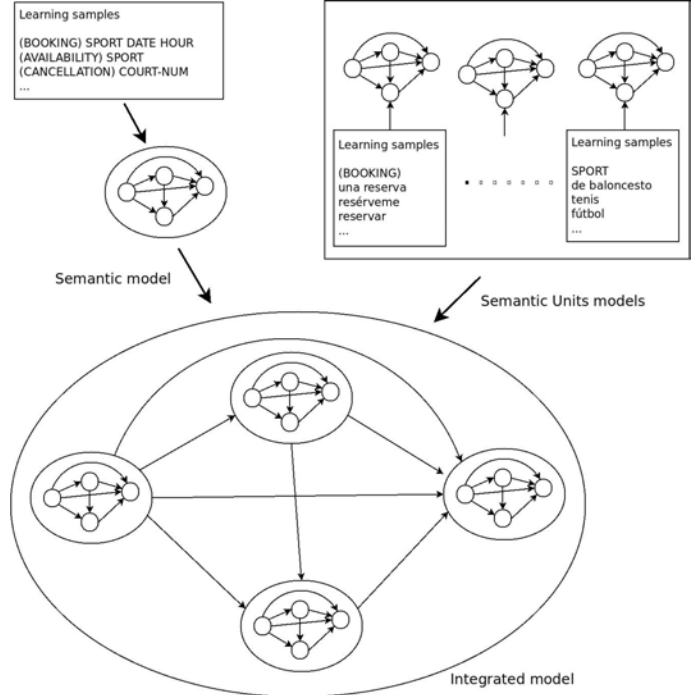 Learning samples
(BOOKING) SPORT DATE HOUR
(AVAILABILITY) SPORT
(CANCELLATION) COURT-NUM
...
Learning samples
(BOOKING)
una reserva
resérveme
reservar
...
Learning samples
SPORT
de baloncesto
tenis
fútbol
...
Semantic model
Semantic Units models
Integrated model